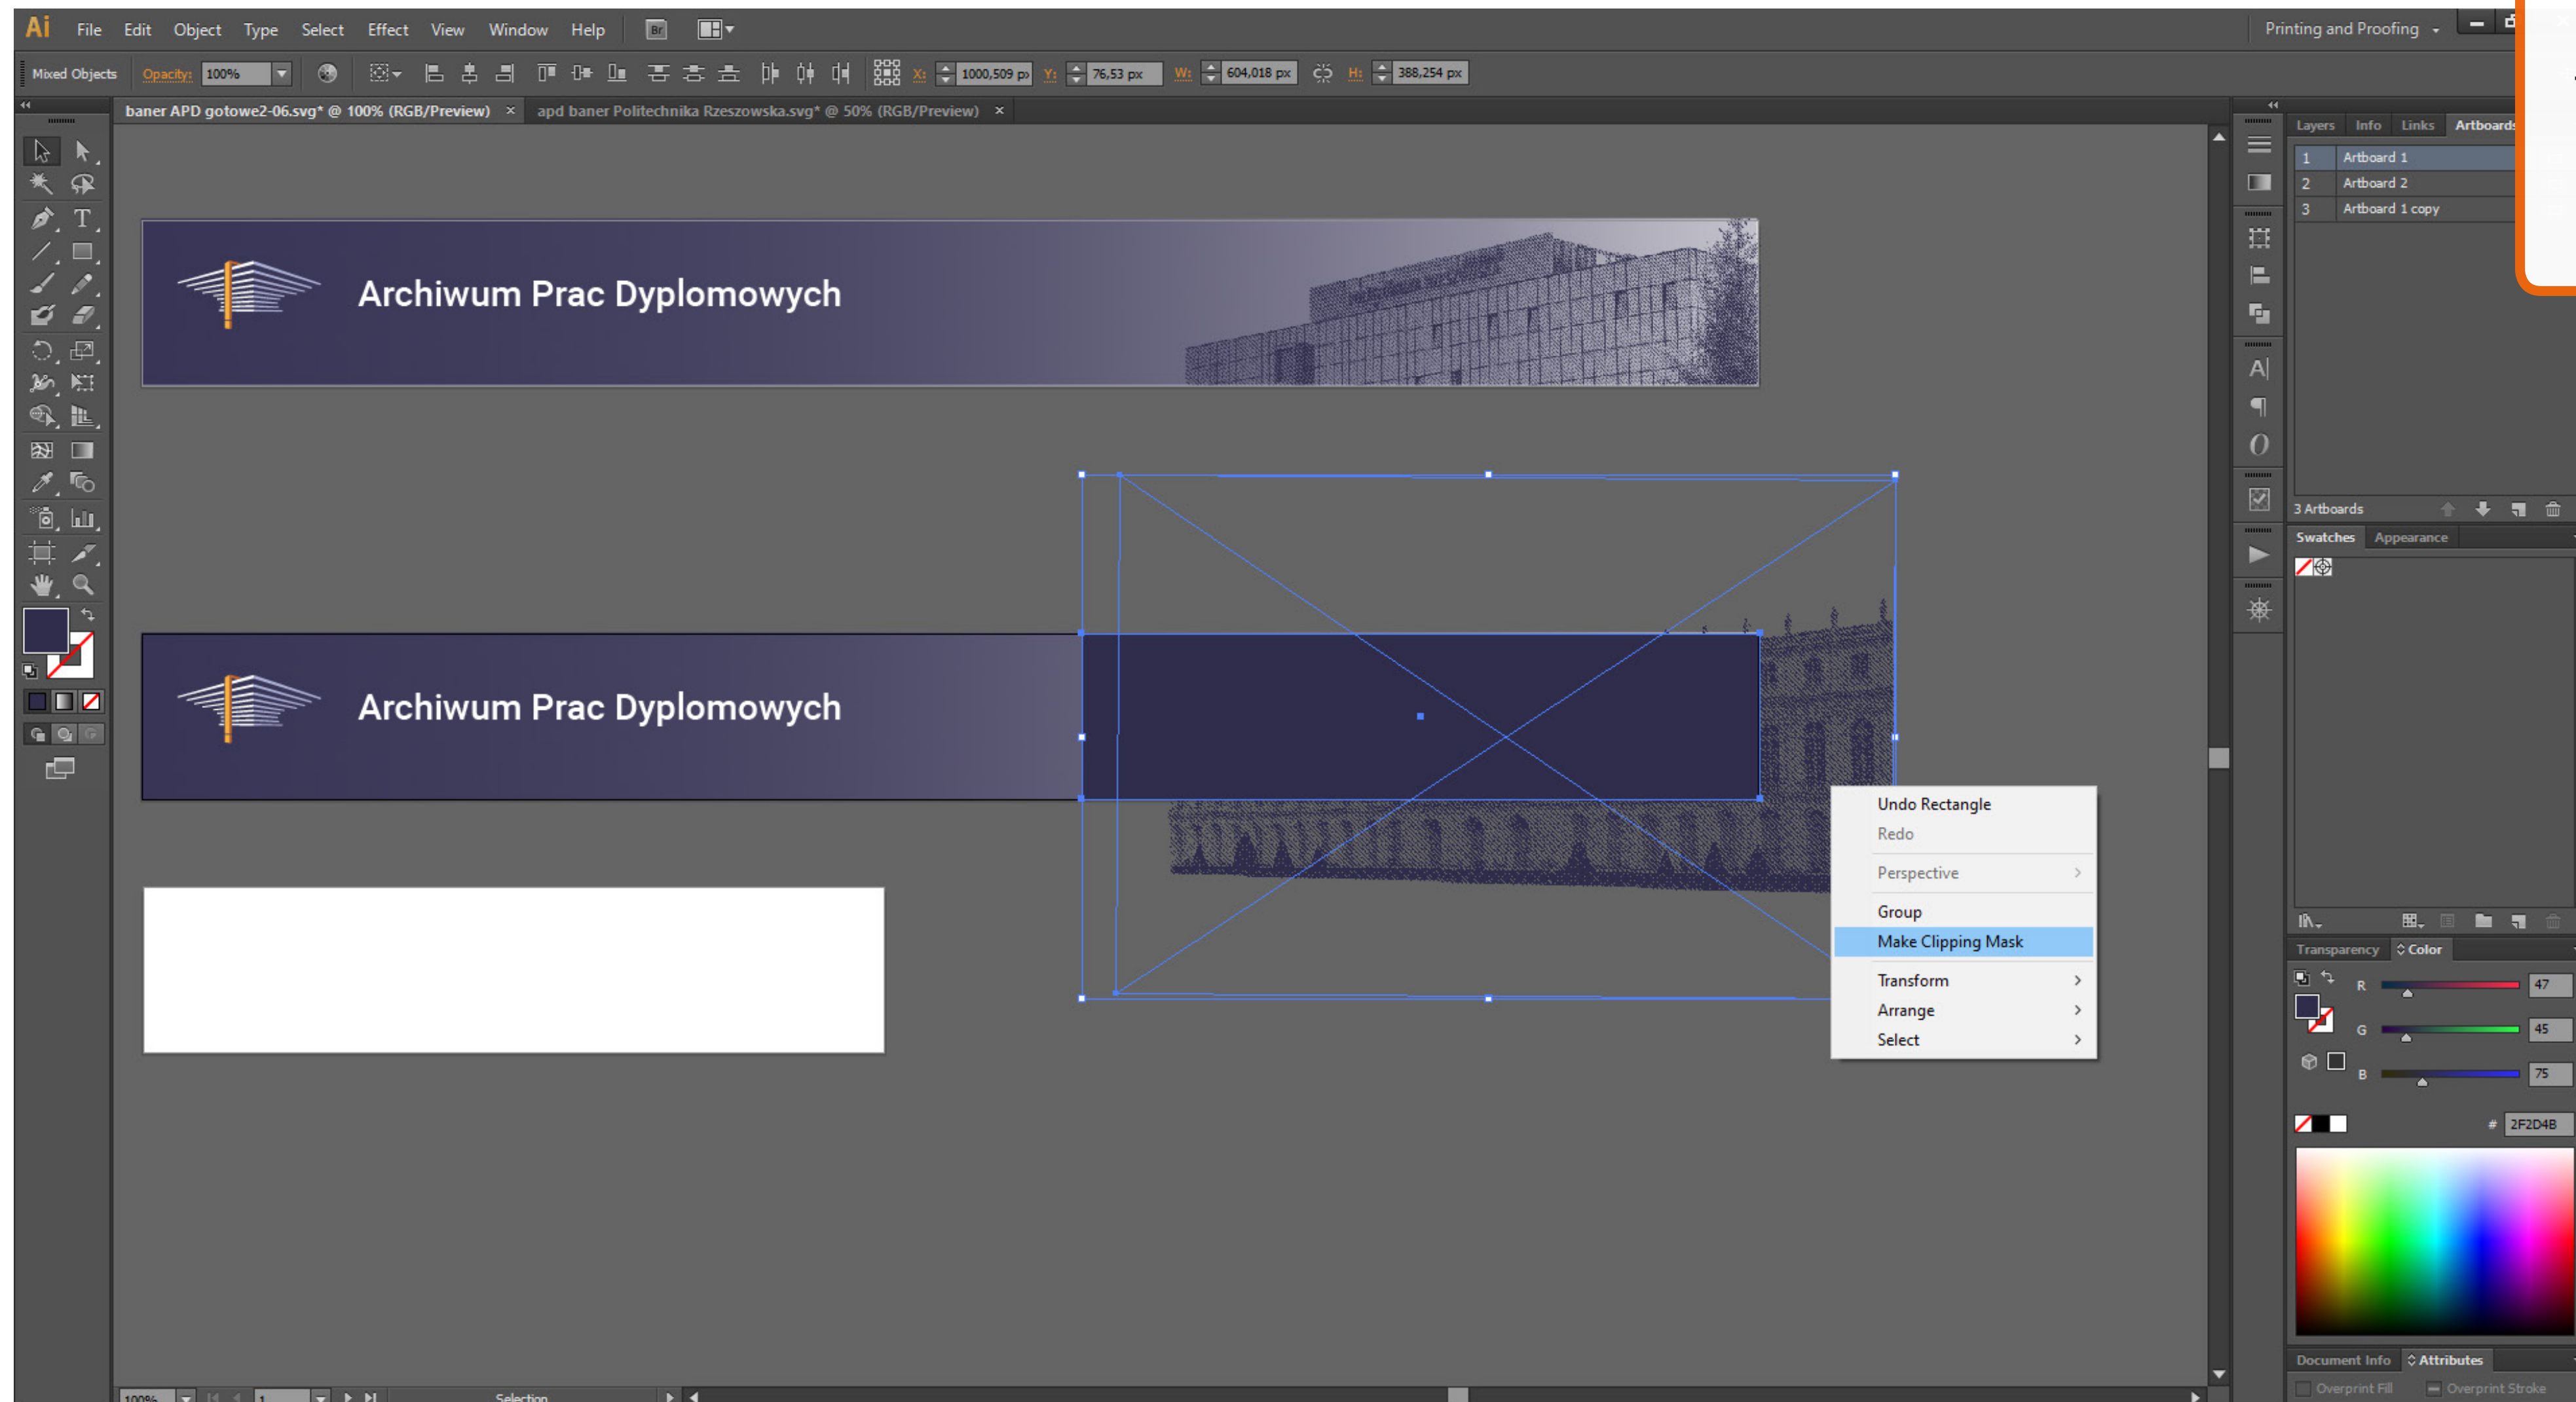 Ai File Edit Object Type Select Effect View Window Help Br Printing and Proofing
Mixed Objects Opacity: 100% X: 1000,509 px Y: 76,53 px W: 604,018 px H: 388,254 px
baner APD gotowe2-06.svg* @ 100% (RGB/Preview) × apd baner Politechnika Rzeszowska.svg* @ 50% (RGB/Preview) ×
Layers Info Links Artboards
1 Artboard 1
2 Artboard 2
3 Artboard 1 copy
Archiwum Prac Dyplomowych
3 Artboards
Swatches Appearance
Archiwum Prac Dyplomowych
Undo Rectangle
Redo
Perspective
Group
Make Clipping Mask
Transform
Arrange
Select
Transparency Color
R 47
G 45
B 75
# 2F2D4B
Document Info Attributes
Overprint Fill Overprint Stroke
100% 1 Selection